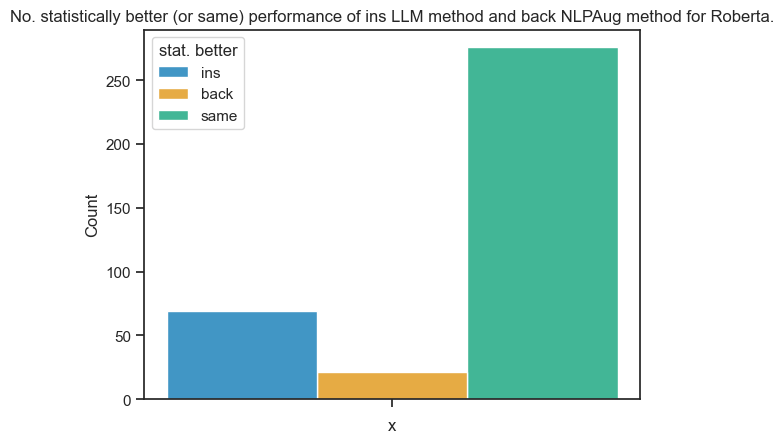 No. statistically better (or same) performance of ins LLM method and back NLPAug method for Roberta.
stat. better
ins
back
same
250
200
150
100
50
0
Count
x